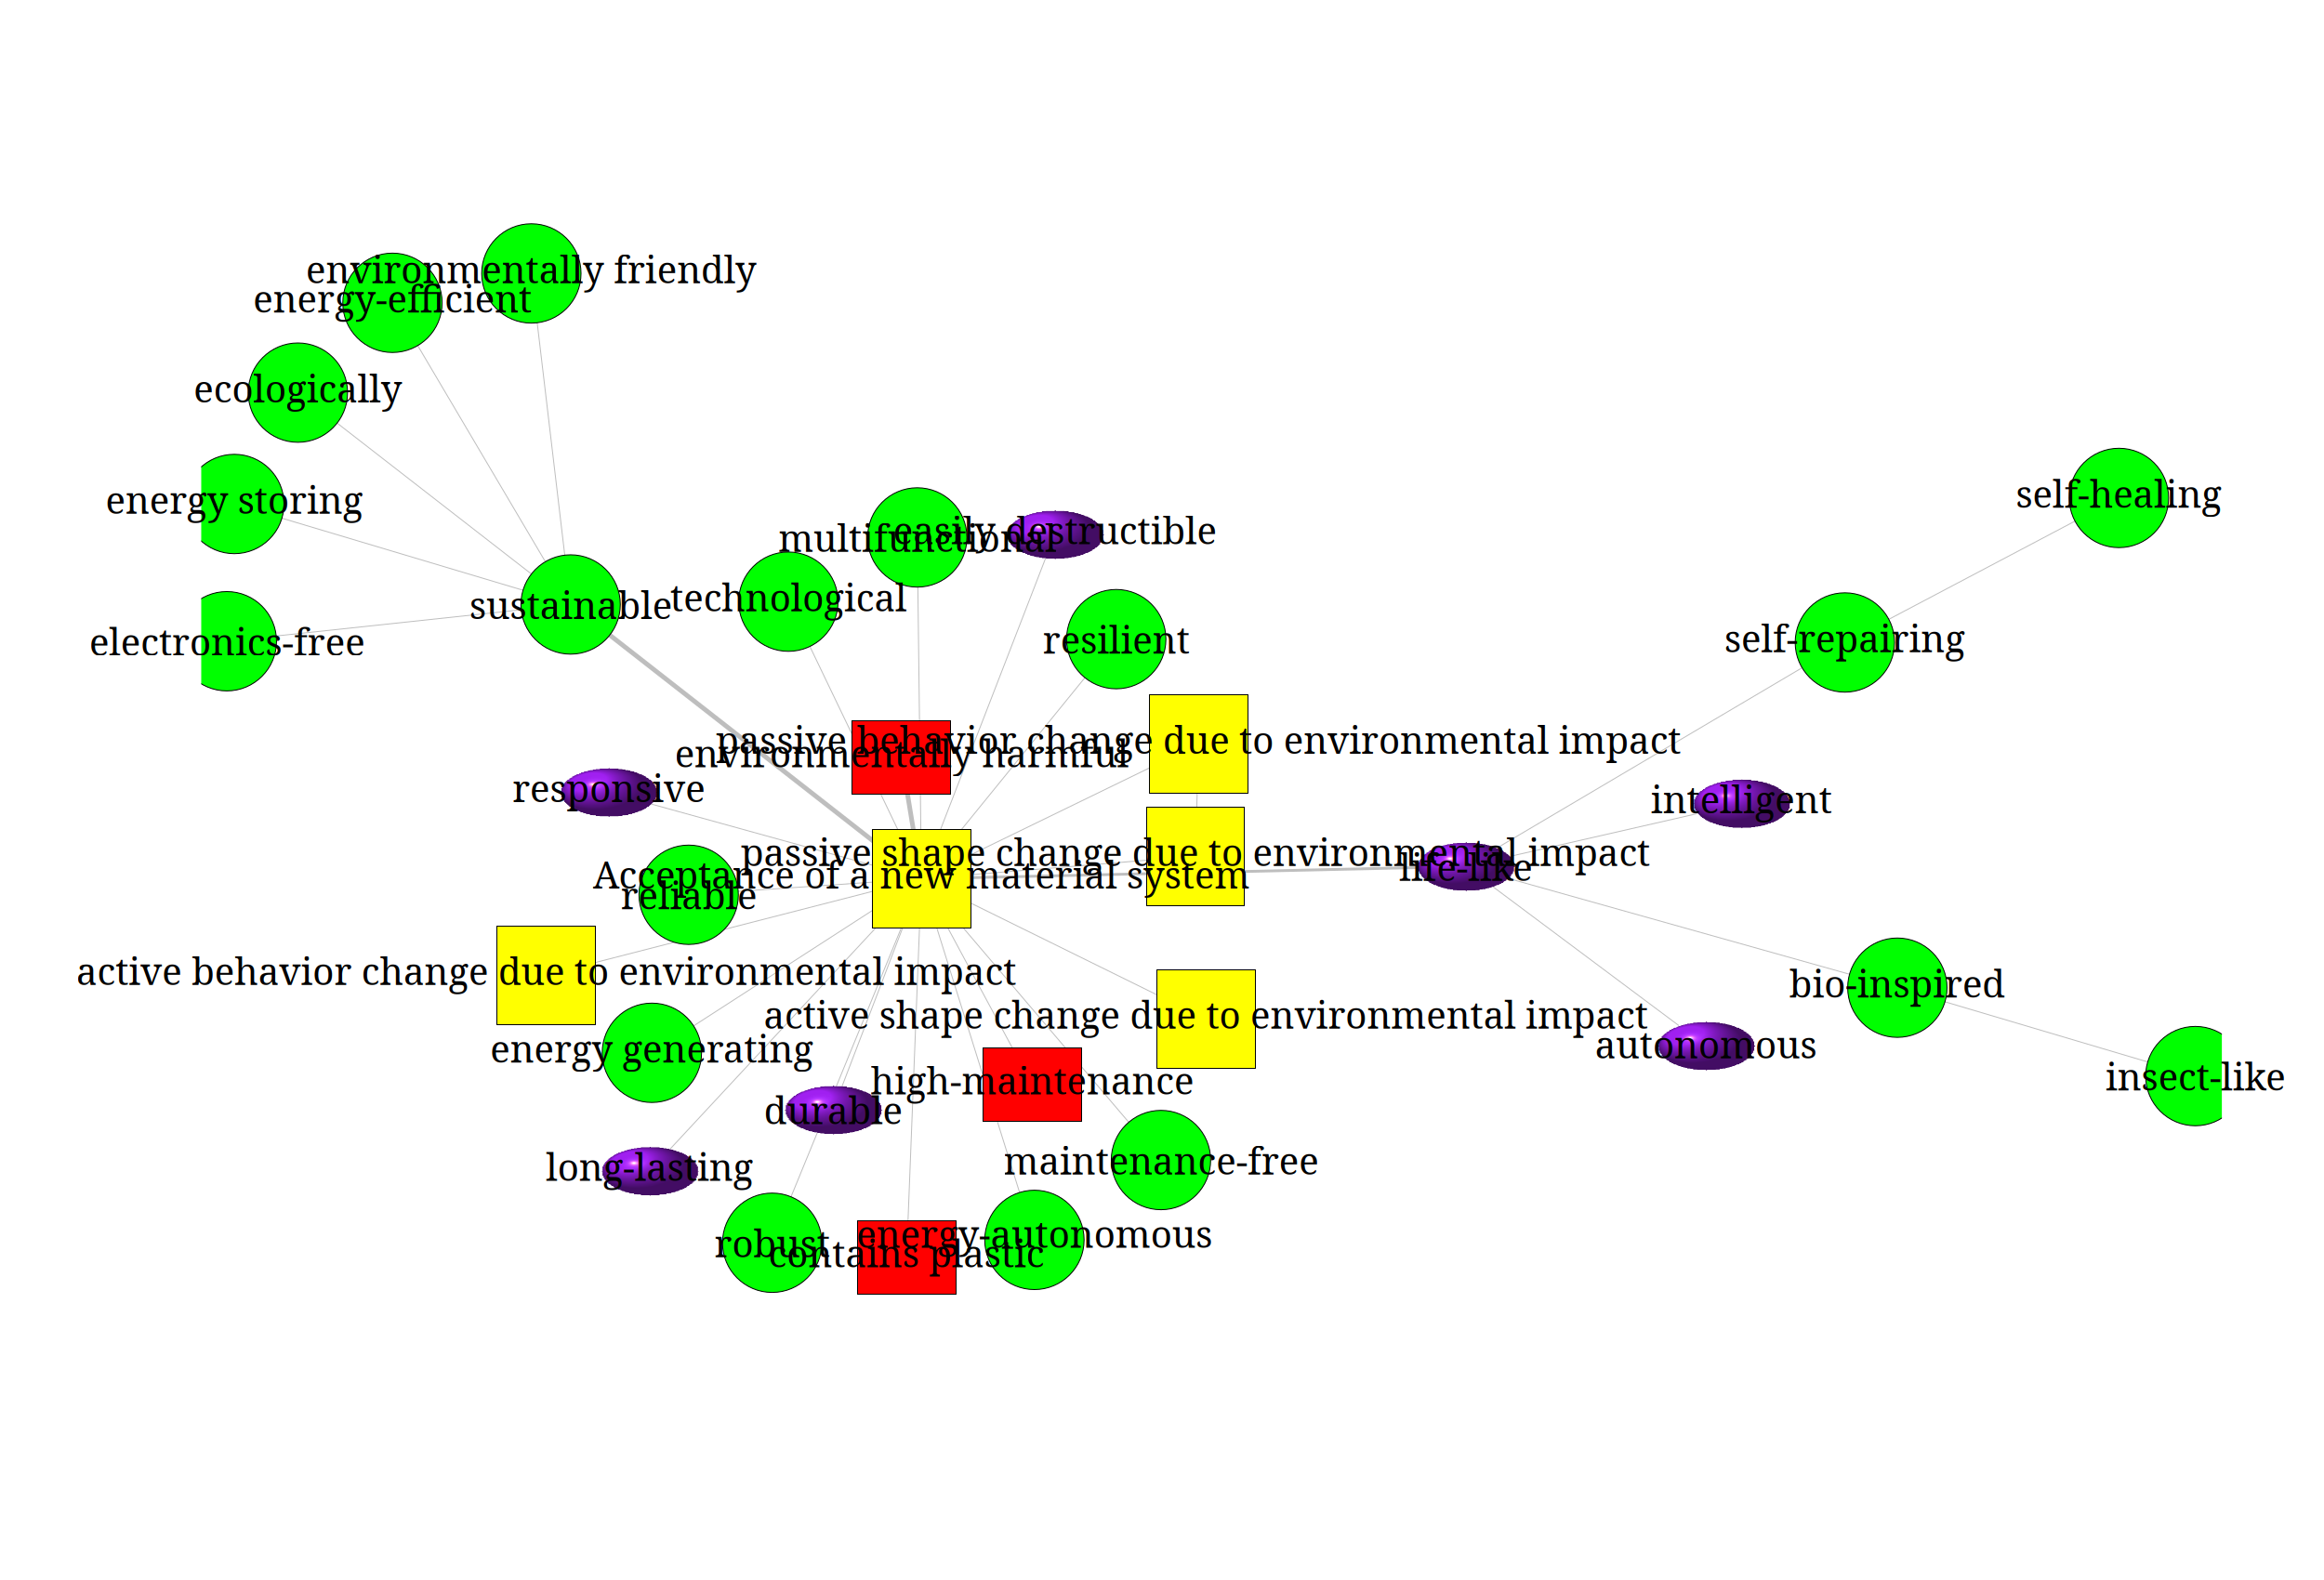 environmentally friendly
energy-efficient
ecologically
energy storing
self-healing
easily destructible
multifunctional
technological
sustainable
electronics-free
resilient
self-repairing
passive behavior change due to environmental impact
environmentally harmful
responsive
intelligent
passive shape change due to environmental impact
life-like
Acceptance of a new material system
reliable
active behavior change due to environmental impact
bio-inspired
active shape change due to environmental impact
energy generating
autonomous
high-maintenance
insect-like
durable
maintenance-free
long-lasting
energy-autonomous
robust
contains plastic